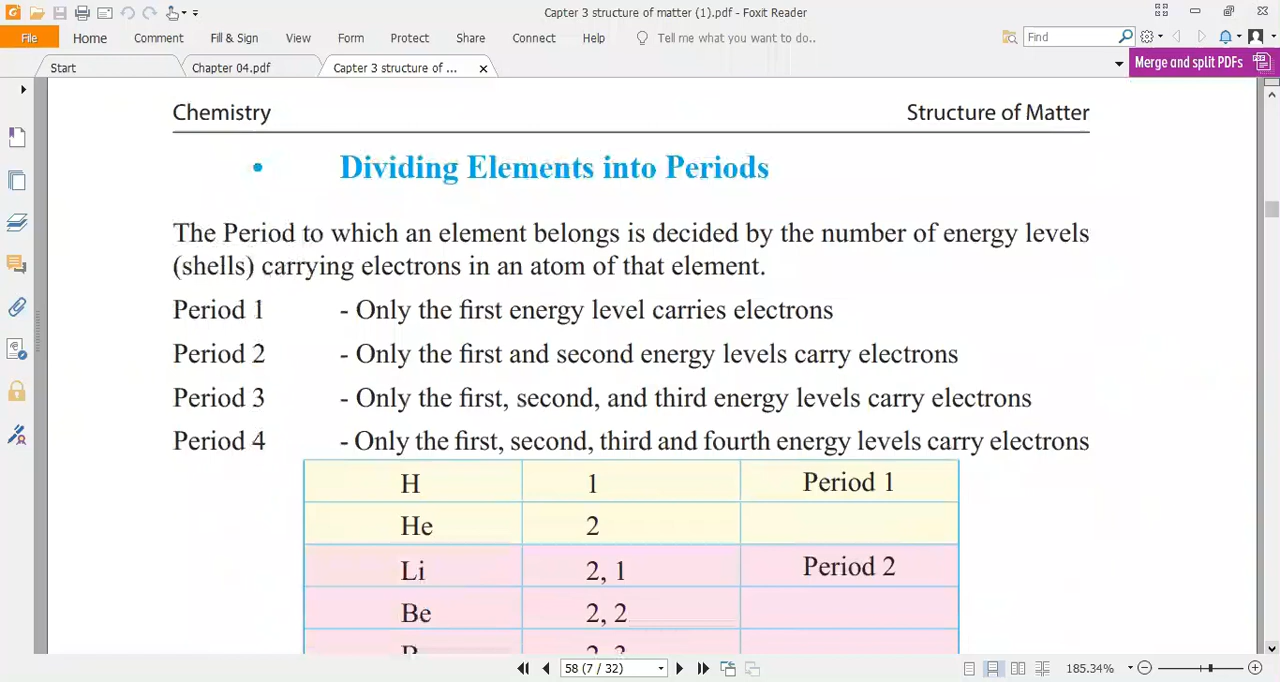 Capter 3 structure of matter (1).pdf - Foxit Reader
File Home Comment Fill & Sign View Form Protect Share Connect Help Tell me what you want to do.. Find
Start Chapter 04.pdf Capter 3 structure of ... Merge and split PDFs
Chemistry Structure of Matter
• Dividing Elements into Periods
The Period to which an element belongs is decided by the number of energy levels
(shells) carrying electrons in an atom of that element.
Period 1 - Only the first energy level carries electrons
Period 2 - Only the first and second energy levels carry electrons
Period 3 - Only the first, second, and third energy levels carry electrons
Period 4 - Only the first, second, third and fourth energy levels carry electrons
H 1 Period 1
He 2
Li 2, 1 Period 2
Be 2, 2
B 2, 3
58 (7 / 32) 185.34%